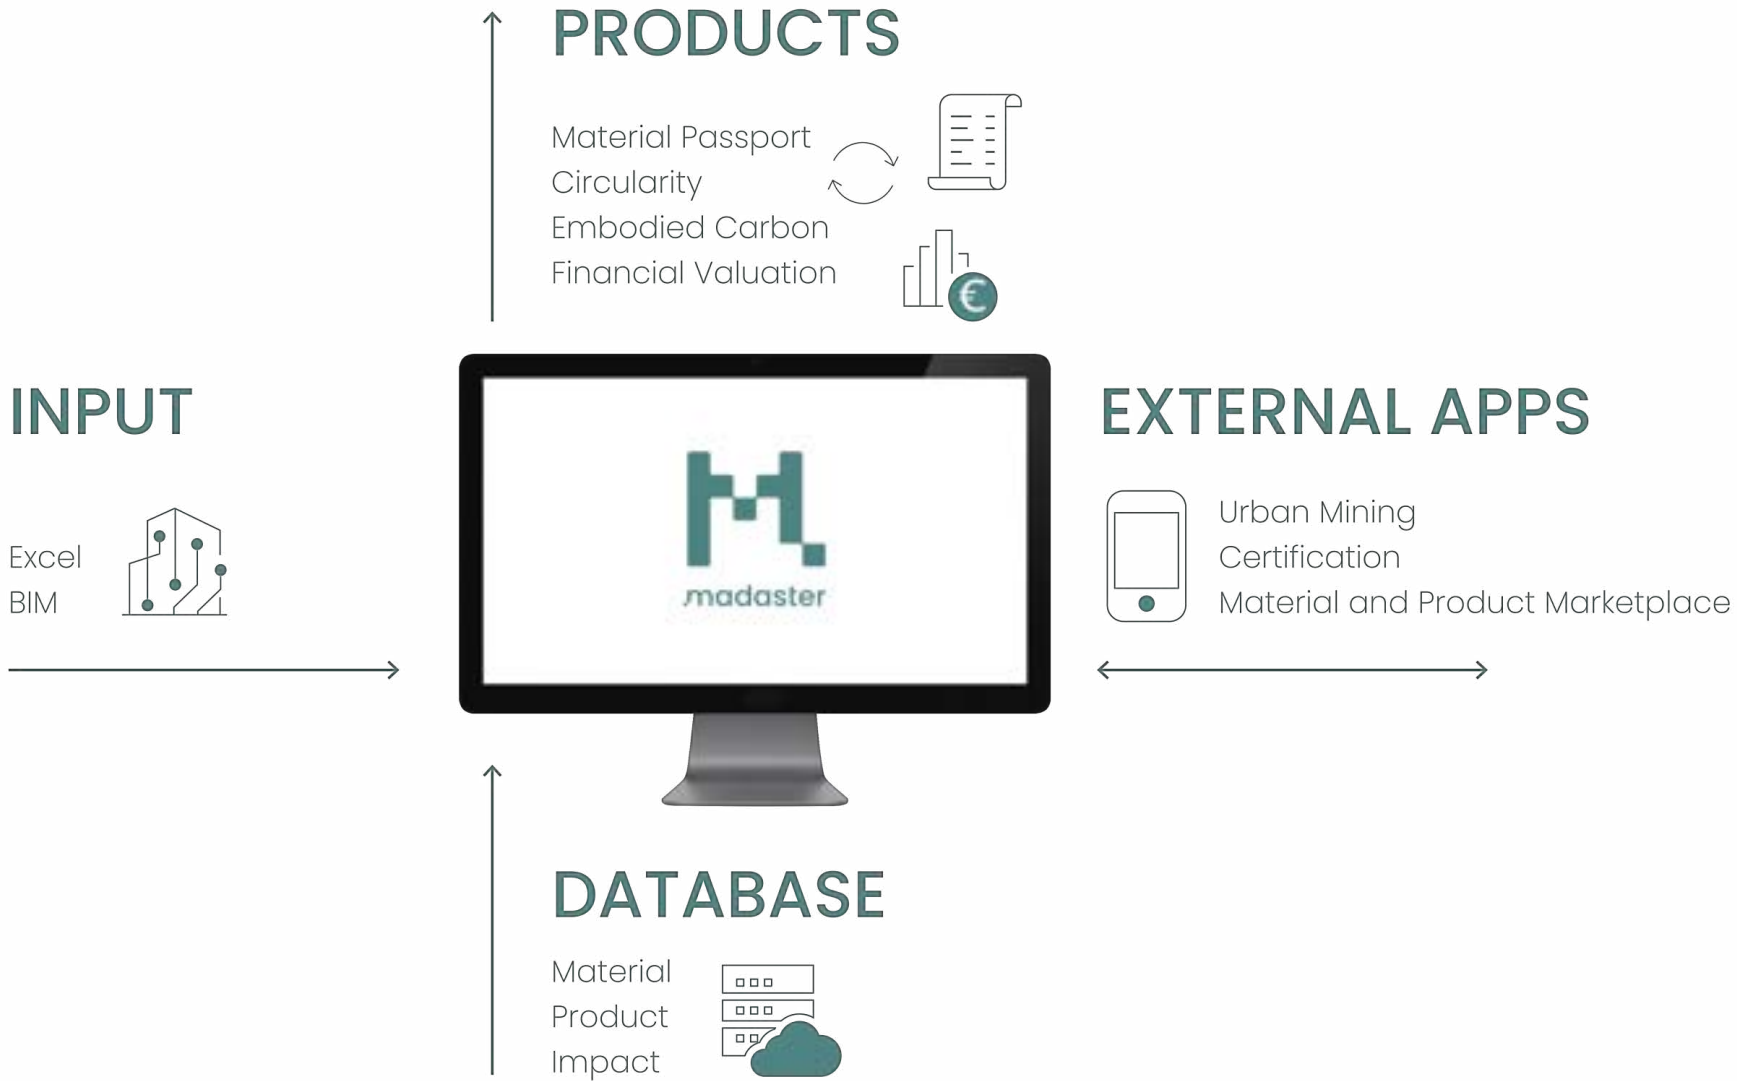 PRODUCTS
Material Passport
Circularity
Embodied Carbon
Financial Valuation
€
INPUT
Excel
BIM
madaster
EXTERNAL APPS
Urban Mining
Certification
Material and Product Marketplace
DATABASE
Material
Product
Impact